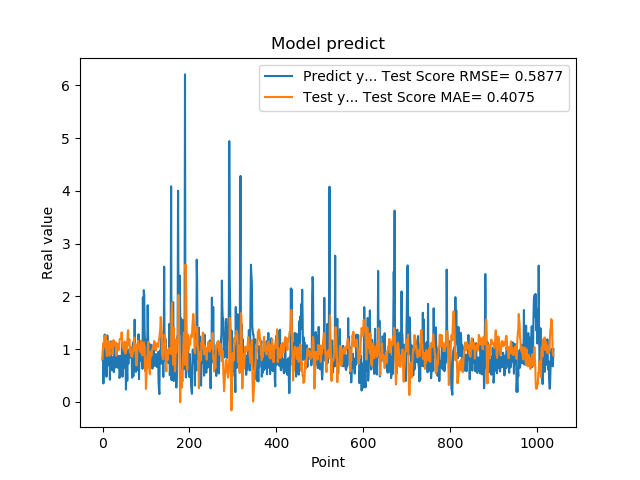 Model predict
Predict y... Test Score RMSE= 0.5877
Test y... Test Score MAE= 0.4075
Real value
6
5
4
3
2
1
0
0 200 400 600 800 1000
Point